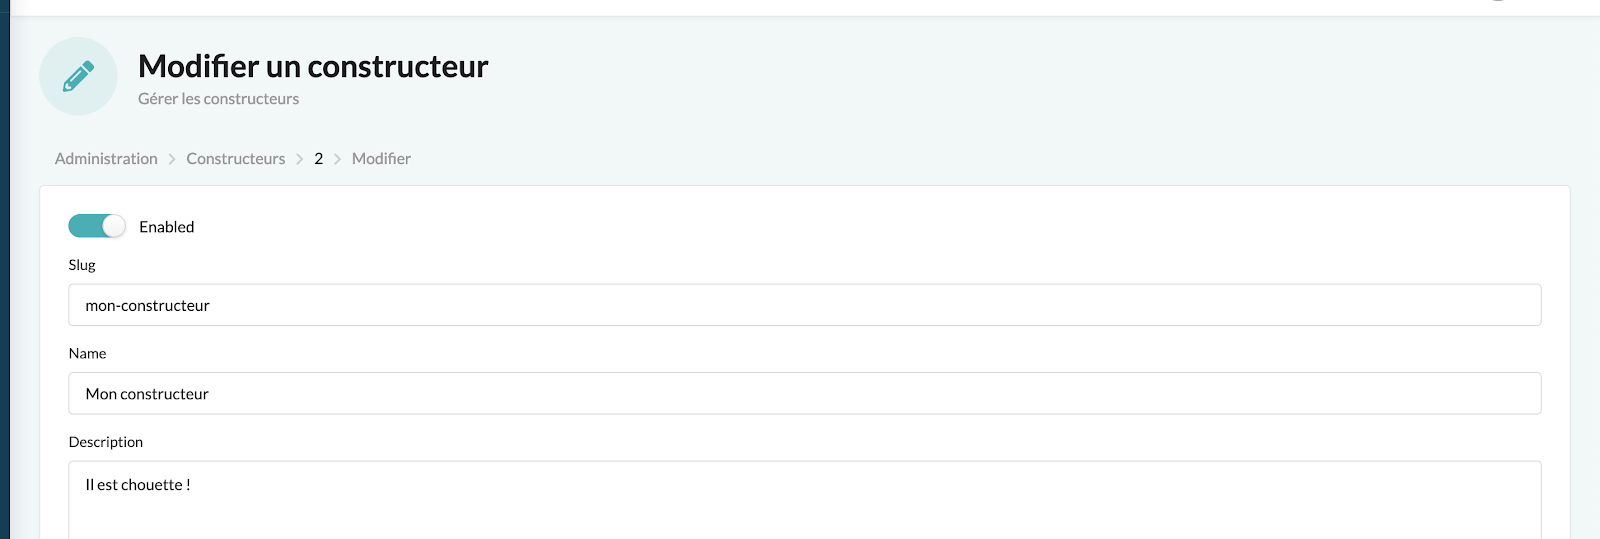 Modifier un constructeur
Gérer les constructeurs
Administration > Constructeurs > 2 > Modifier
Enabled
Slug
mon-constructeur
Name
Mon constructeur
Description
Il est chouette !